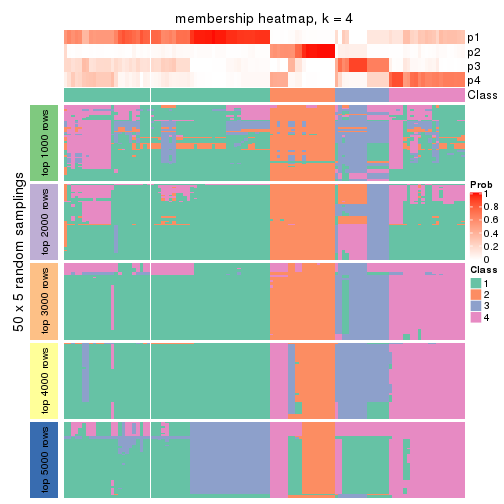 membership heatmap, k = 4
p1
p2
p3
p4
Class
50 x 5 random samplings
top 1000 rows
top 2000 rows
top 3000 rows
top 4000 rows
top 5000 rows
Prob
1
0.8
0.6
0.4
0.2
0
Class
1
2
3
4